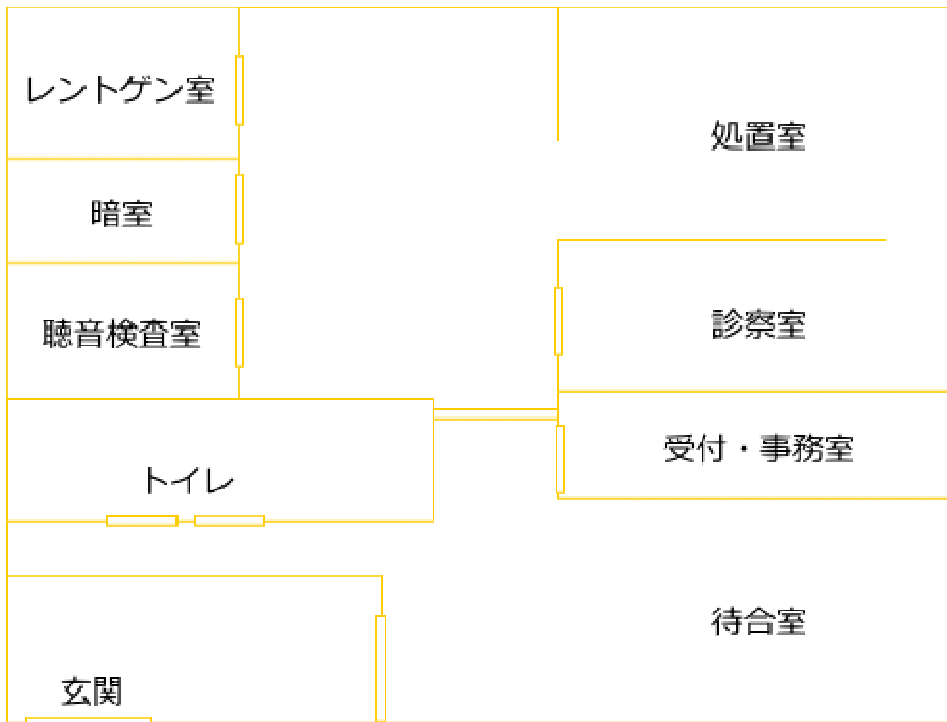 レントゲン室
処置室
暗室
診察室
聴音検査室
受付・事務室
トイレ
待合室
玄関